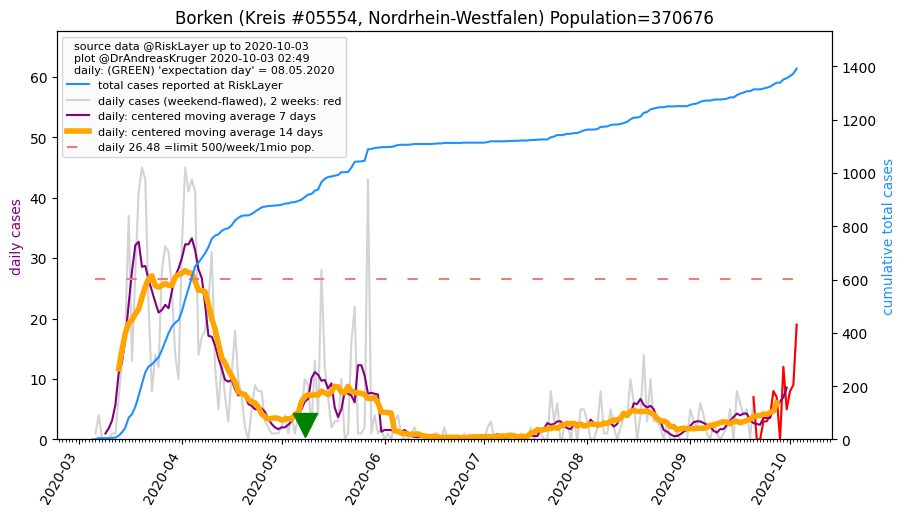 Borken (Kreis #05554, Nordrhein-Westfalen) Population=370676
source data @RiskLayer up to 2020-10-03
plot @DrAndreasKruger 2020-10-03 02:49
daily: (GREEN) 'expectation day' = 08.05.2020
total cases reported at RiskLayer
daily cases (weekend-flawed), 2 weeks: red
daily: centered moving average 7 days
daily: centered moving average 14 days
daily 26.48 =limit 500/week/1mio pop.
daily cases
60
50
40
30
20
10
0
cumulative total cases
1400
1200
1000
800
600
400
200
0
2020-03
2020-04
2020-05
2020-06
2020-07
2020-08
2020-09
2020-10